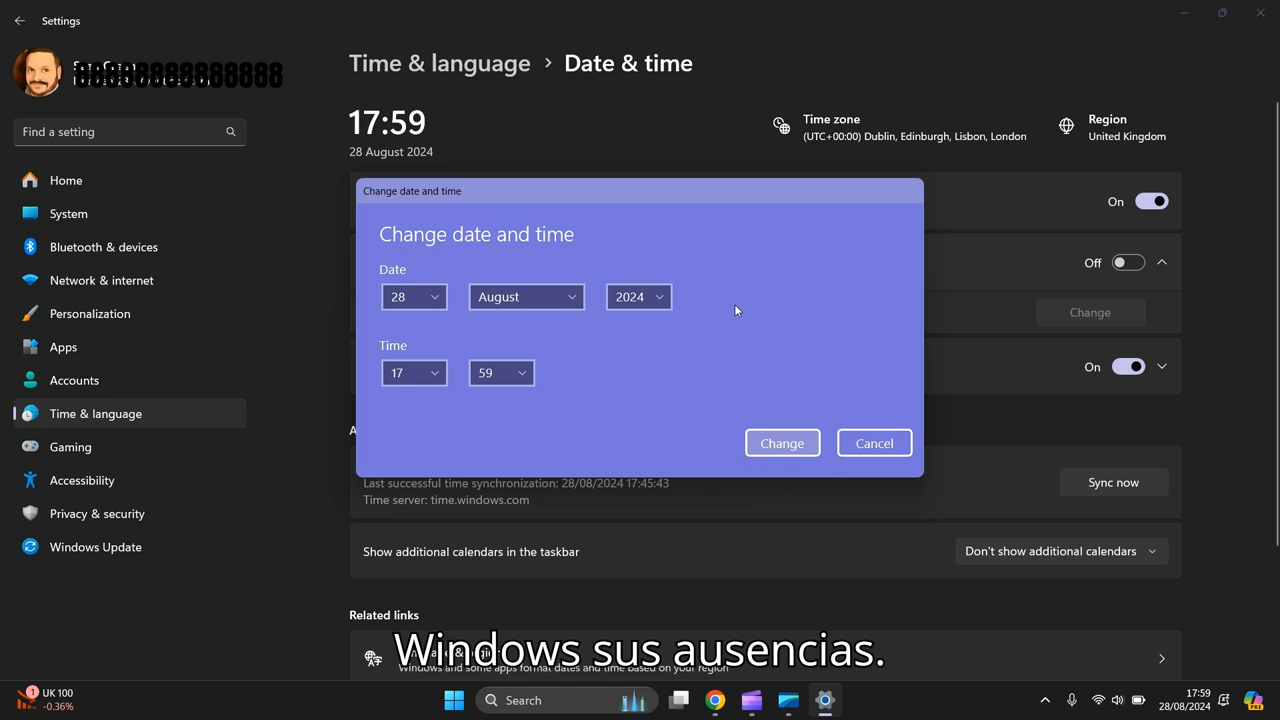 Settings
Time & language > Date & time
Find a setting
17:59
28 August 2024
Time zone
(UTC+00:00) Dublin, Edinburgh, Lisbon, London
Region
United Kingdom
Home
System
Bluetooth & devices
Network & internet
Personalization
Apps
Accounts
Time & language
Gaming
Accessibility
Privacy & security
Windows Update
On
Off
Change
On
Change date and time
Change date and time
Date
28 August 2024
Time
17 59
Change Cancel
Last successful time synchronization: 28/08/2024 17:45:43
Time server: time.windows.com
Sync now
Show additional calendars in the taskbar
Don't show additional calendars
Related links
Windows and some apps format dates and time based on your region
Windows sus ausencias.
1
UK 100
-0.36%
Search
17:59
28/08/2024
PRE